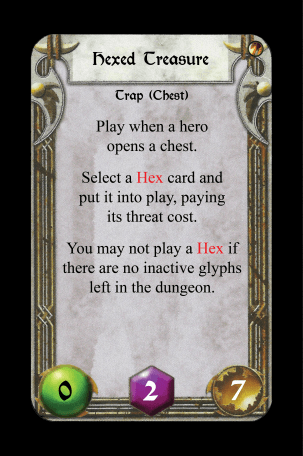 Hexed Treasure
Trap (Chest)
Play when a hero
opens a chest.
Select a Hex card and
put it into play, paying
its threat cost.
You may not play a Hex if
there are no inactive glyphs
left in the dungeon.
0
2
7